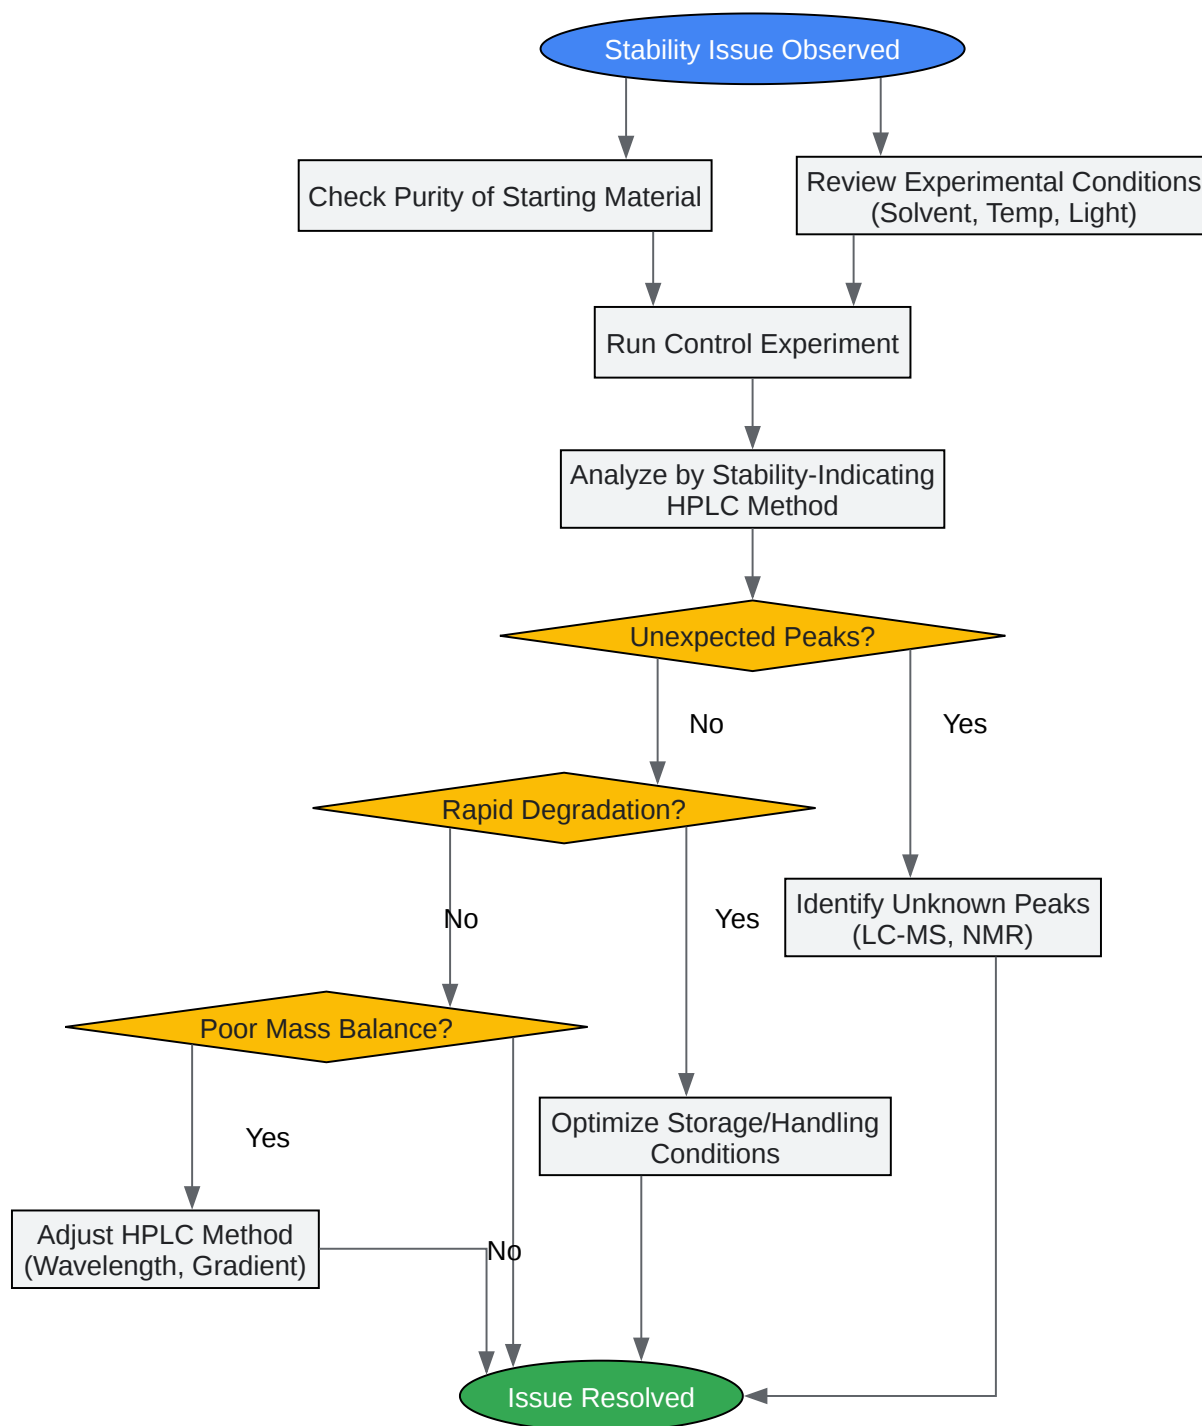 Stability Issue Observed
Check Purity of Starting Material
Review Experimental Conditions
(Solvent, Temp, Light)
Run Control Experiment
Analyze by Stability-Indicating
HPLC Method
Unexpected Peaks?
No
Yes
Rapid Degradation?
Identify Unknown Peaks
(LC-MS, NMR)
No
Yes
Poor Mass Balance?
Optimize Storage/Handling
Conditions
Yes
Adjust HPLC Method
(Wavelength, Gradient)
No
Issue Resolved